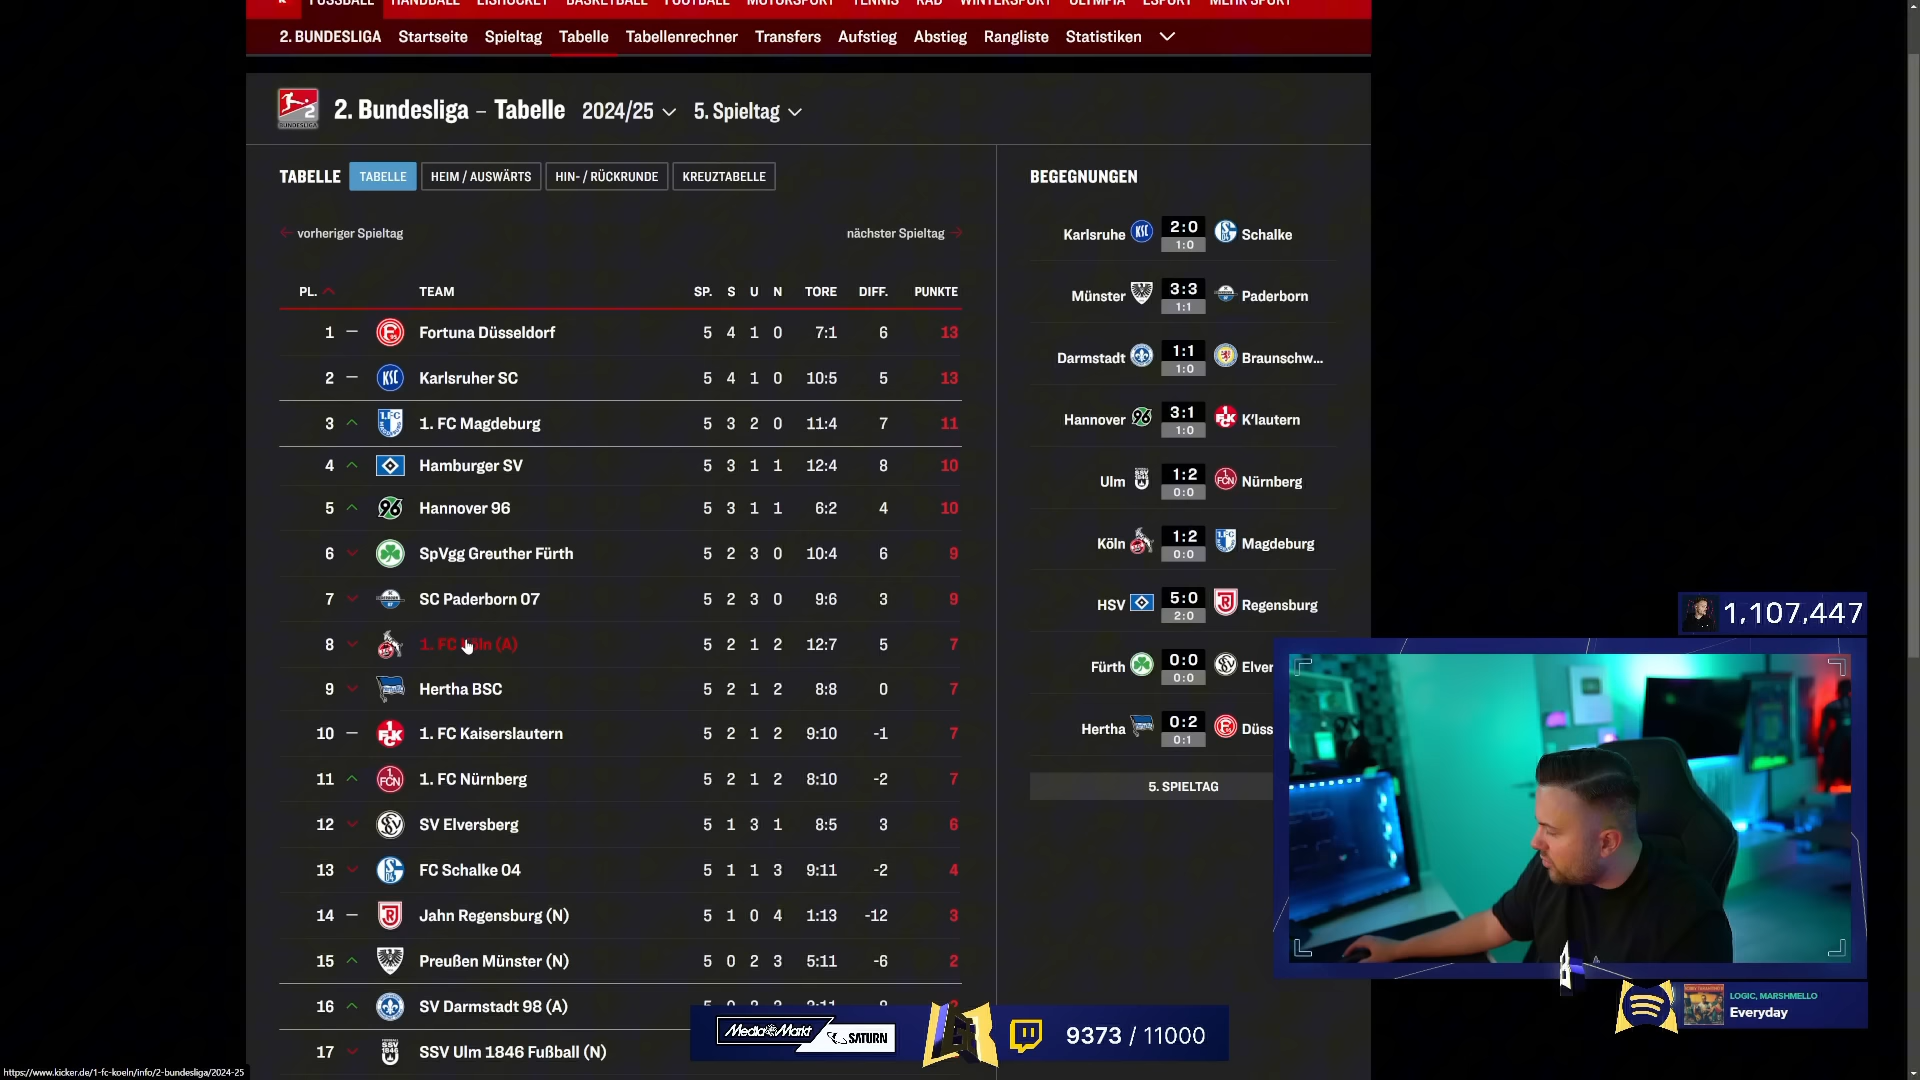 FUSSBALL HANDBALL EISHOCKEY BASKETBALL FOOTBALL MOTORSPORT TENNIS RAD WINTERSPORT OLYMPIA ESPORT MEHR SPORT
2. BUNDESLIGA Startseite Spieltag Tabelle Tabellenrechner Transfers Aufstieg Abstieg Rangliste Statistiken
2. Bundesliga – Tabelle 2024/25 5. Spieltag
TABELLE TABELLE HEIM / AUSWÄRTS HIN- / RÜCKRUNDE KREUZTABELLE
vorheriger Spieltag nächster Spieltag
PL. TEAM SP. S U N TORE DIFF. PUNKTE
1 Fortuna Düsseldorf 5 4 1 0 7:1 6 13
2 Karlsruher SC 5 4 1 0 10:5 5 13
3 1. FC Magdeburg 5 3 2 0 11:4 7 11
4 Hamburger SV 5 3 1 1 12:4 8 10
5 Hannover 96 5 3 1 1 6:2 4 10
6 SpVgg Greuther Fürth 5 2 3 0 10:4 6 9
7 SC Paderborn 07 5 2 3 0 9:6 3 9
8 1. FC Köln (A) 5 2 1 2 12:7 5 7
9 Hertha BSC 5 2 1 2 8:8 0 7
10 1. FC Kaiserslautern 5 2 1 2 9:10 -1 7
11 1. FC Nürnberg 5 2 1 2 8:10 -2 7
12 SV Elversberg 5 1 3 1 8:5 3 6
13 FC Schalke 04 5 1 1 3 9:11 -2 4
14 Jahn Regensburg (N) 5 1 0 4 1:13 -12 3
15 Preußen Münster (N) 5 0 2 3 5:11 -6 2
16 SV Darmstadt 98 (A)
17 SSV Ulm 1846 Fußball (N)
BEGEGNUNGEN
Karlsruhe 2:0 Schalke
1:0
Münster 3:3 Paderborn
1:1
Darmstadt 1:1 Braunschw...
1:0
Hannover 3:1 K'lautern
1:0
Ulm 1:2 Nürnberg
0:0
Köln 1:2 Magdeburg
0:0
HSV 5:0 Regensburg
2:0
Fürth 0:0 Elver
0:0
Hertha 0:2 Düss
0:1
5. SPIELTAG
1,107,447
MediaMarkt SATURN
9373 / 11000
LOGIC, MARSHMELLO
Everyday
https://www.kicker.de/1-fc-koeln/info/2-bundesliga/2024-25